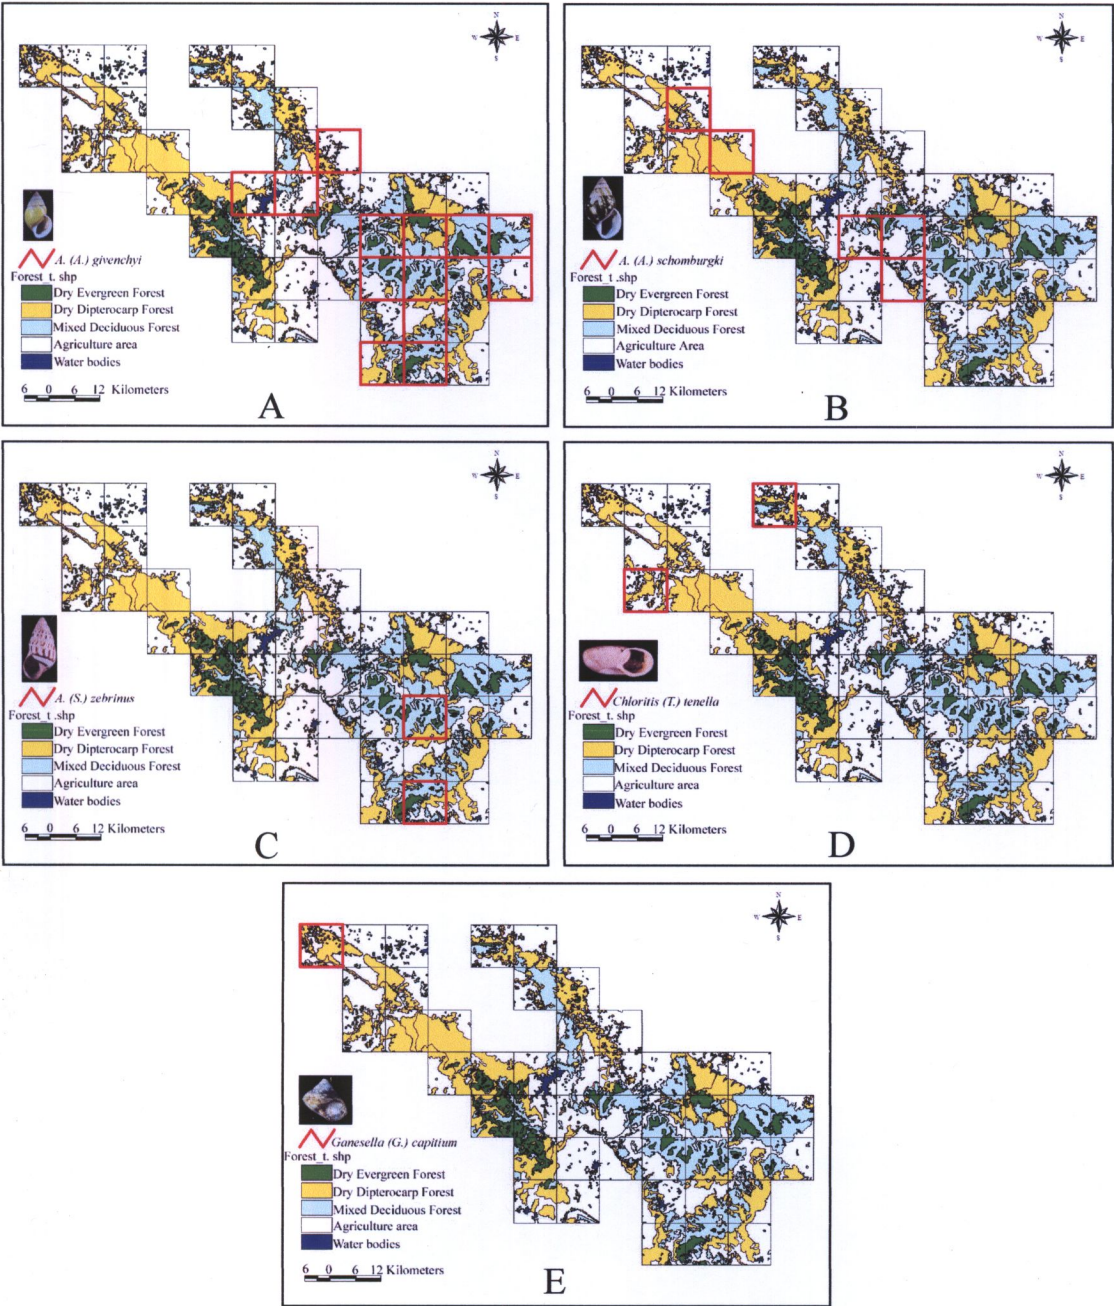 N
W E
S
A. (A.) givenchyi
Forest_t. shp
Dry Evergreen Forest
Dry Dipterocarp Forest
Mixed Deciduous Forest
Agriculture area
Water bodies
6 0 6 12 Kilometers
A
N
W E
S
A. (A.) schomburgki
Forest_t .shp
Dry Evergreen Forest
Dry Dipterocarp Forest
Mixed Deciduous Forest
Agriculture Area
Water bodies
6 0 6 12 Kilometers
B
N
W E
S
A. (S.) zebrinus
Forest_t .shp
Dry Evergreen Forest
Dry Dipterocarp Forest
Mixed Deciduous Forest
Agriculture area
Water bodies
6 0 6 12 Kilometers
C
N
W E
S
Chloritis (T.) tenella
Forest_t. shp
Dry Evergreen Forest
Dry Dipterocarp Forest
Mixed Deciduous Forest
Agriculture area
Water bodies
6 0 6 12 Kilometers
D
N
W E
S
Ganesella (G.) capitium
Forest_t. shp
Dry Evergreen Forest
Dry Dipterocarp Forest
Mixed Deciduous Forest
Agriculture area
Water bodies
6 0 6 12 Kilometers
E